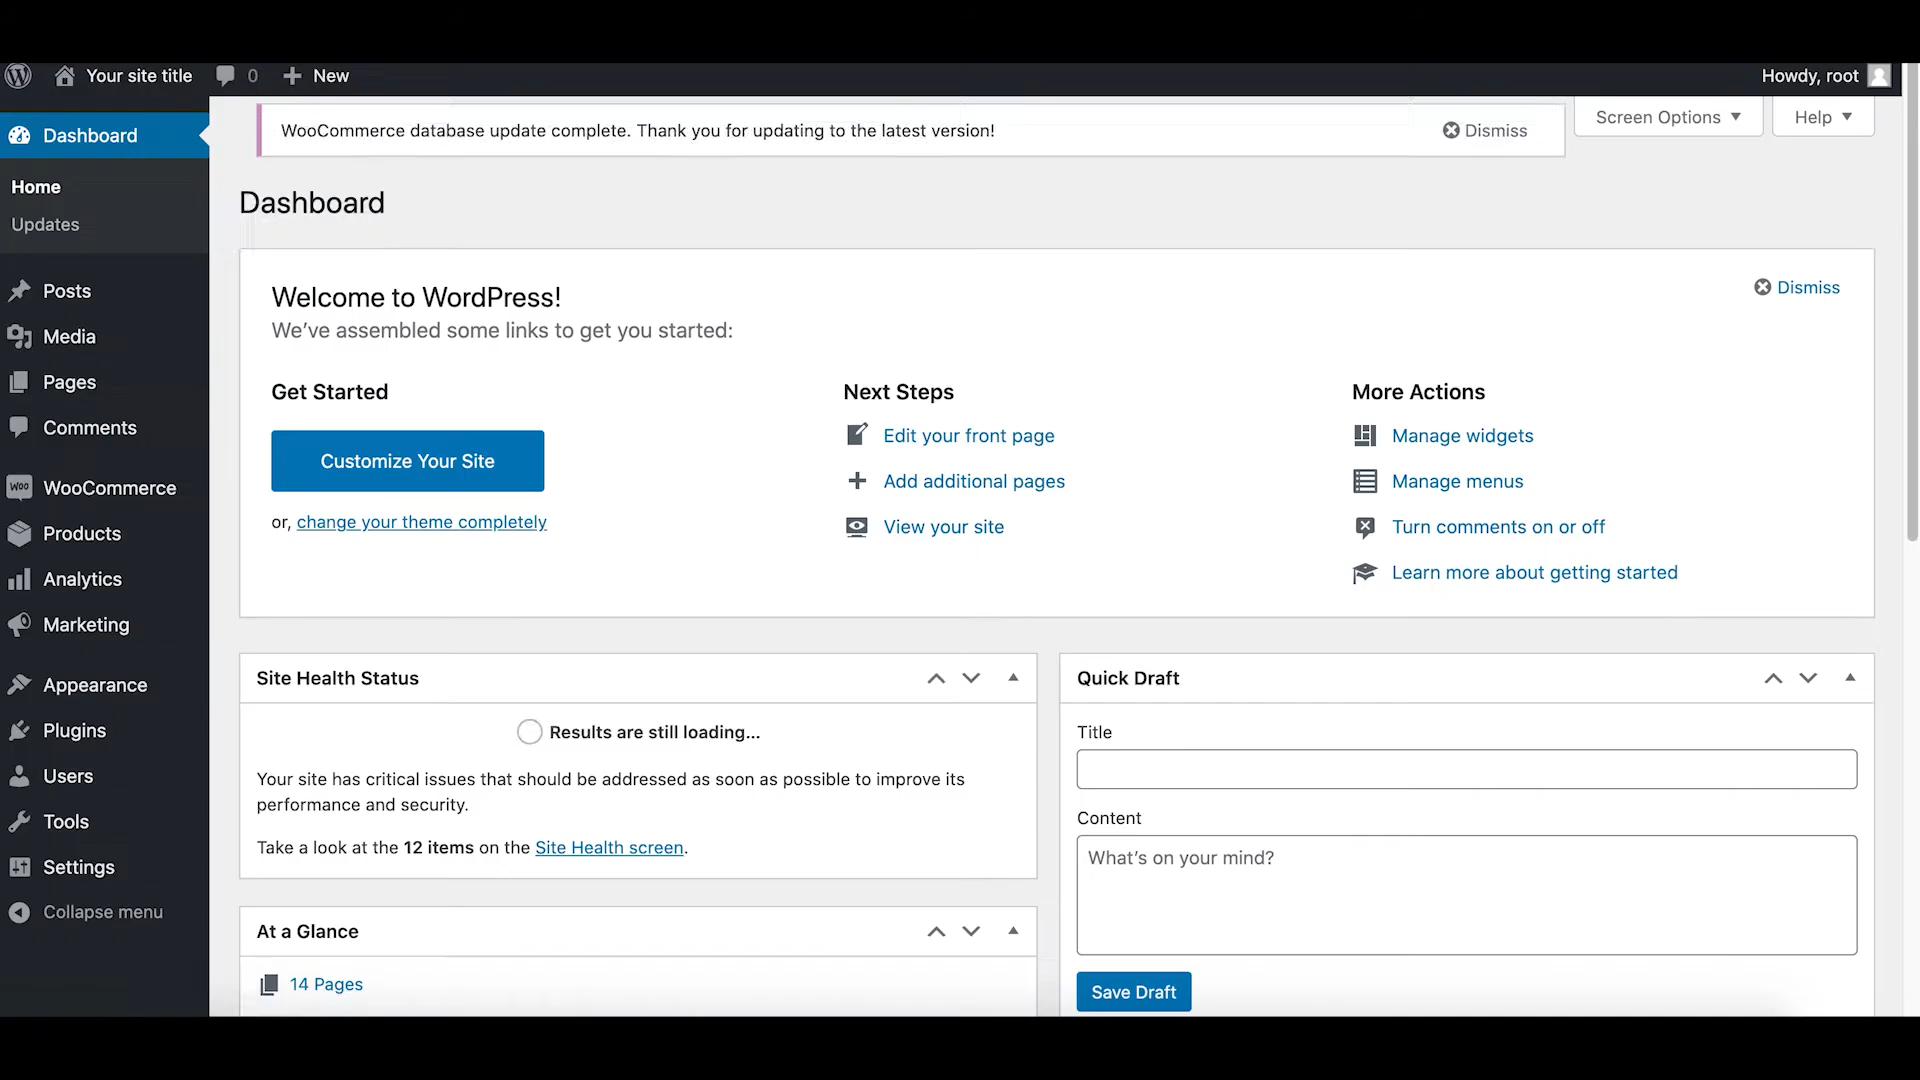 Your site title 0 New Howdy, root
Dashboard
Home
Updates
Posts
Media
Pages
Comments
Woo WooCommerce
Products
Analytics
Marketing
Appearance
Plugins
Users
Tools
Settings
Collapse menu
WooCommerce database update complete. Thank you for updating to the latest version! Dismiss
Screen Options ▼ Help ▼
Dashboard
Welcome to WordPress!
Dismiss
We’ve assembled some links to get you started:
Get Started
Customize Your Site
or, change your theme completely
Next Steps
Edit your front page
Add additional pages
View your site
More Actions
Manage widgets
Manage menus
Turn comments on or off
Learn more about getting started
Site Health Status
Results are still loading...
Your site has critical issues that should be addressed as soon as possible to improve its
performance and security.
Take a look at the 12 items on the Site Health screen.
At a Glance
14 Pages
Quick Draft
Title
Content
What’s on your mind?
Save Draft